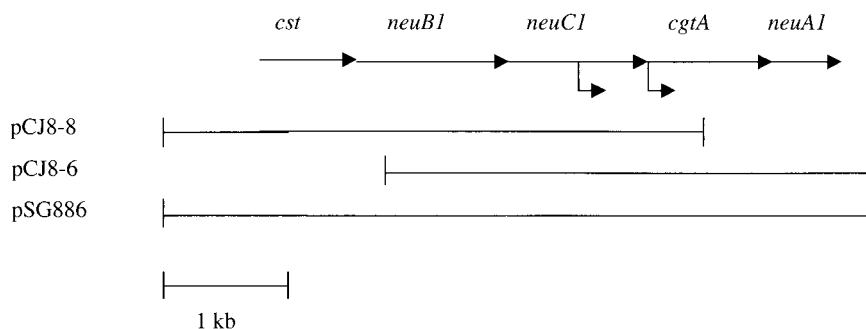 cst neuB1 neuC1 cgtA neuA1
pCJ8-8
pCJ8-6
pSG886
1 kb